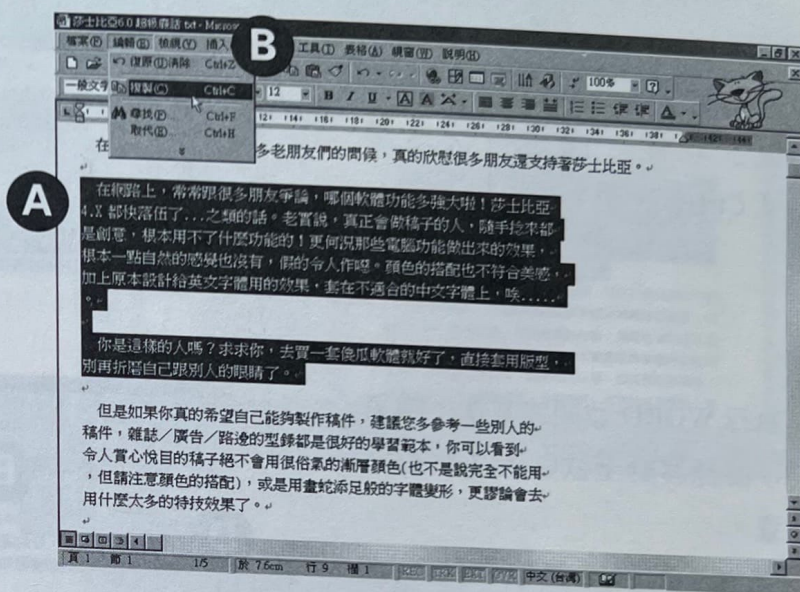 莎士比亞6.0 超級廢話 txt - Micros
B
檔案(F) 編輯(E) 檢視(V) 插入 工具(T) 表格(A) 視窗(W) 說明(H)
復原(U)清除 Ctrl+Z
複製(C) Ctrl+C
尋找(F)... Ctrl+F
取代(E)... Ctrl+H
一般文字
12
B I U A A
100%
在 多老朋友們的問候，真的欣慰很多朋友還支持著莎士比亞。
A
在網路上，常常跟很多朋友爭論，哪個軟體功能多強大啦！莎士比亞
4.X 都快落伍了...之類的話。老實說，真正會做稿子的人，隨手捻來都
是創意，根本用不了什麼功能的！更何況那些電腦功能做出來的效果，
根本一點自然的感覺也沒有，假的令人作嘔。顏色的搭配也不符合美感，
加上原本設計給英文字體用的效果，套在不適合的中文字體上，唉.....
。
你是這樣的人嗎？求求你，去買一套傻瓜軟體就好了，直接套用版型，
別再折磨自己跟別人的眼睛了。
但是如果你真的希望自己能夠製作稿件，建議您多參考一些別人的
稿件，雜誌／廣告／路邊的型錄都是很好的學習範本，你可以看到
令人賞心悅目的稿子絕不會用很俗氣的漸層顏色(也不是說完全不能用
，但請注意顏色的搭配)，或是用畫蛇添足般的字體變形，更謬論會去
用什麼太多的特技效果了。
頁 1 節 1 1/5 於 7.6cm 行 9 欄 1 REC TRK EXT OVR 中文 (台灣)